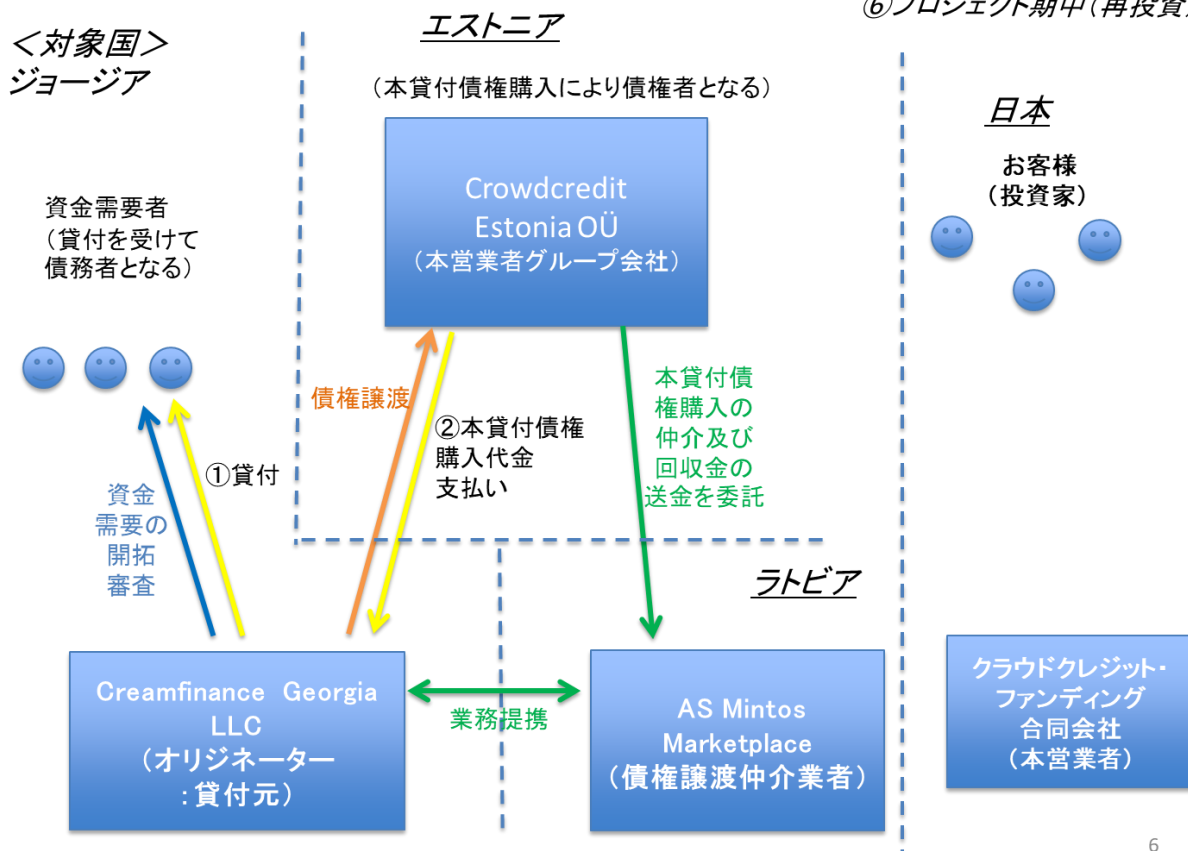 ⑥プロジェクト期中(再投資
<対象国>
ジョージア
エストニア
(本貸付債権購入により債権者となる)
日本
お客様
(投資家)
Crowdcredit
Estonia OÜ
(本営業者グループ会社)
資金需要者
(貸付を受けて
債務者となる)
債権譲渡
②本貸付債権
購入代金
支払い
本貸付債
権購入の
仲介及び
回収金の
送金を委託
①貸付
資金
需要の
開拓
審査
ラトビア
Creamfinance Georgia
LLC
(オリジネーター
:貸付元)
業務提携
AS Mintos
Marketplace
(債権譲渡仲介業者)
クラウドクレジット・
ファンディング
合同会社
(本営業者)
6